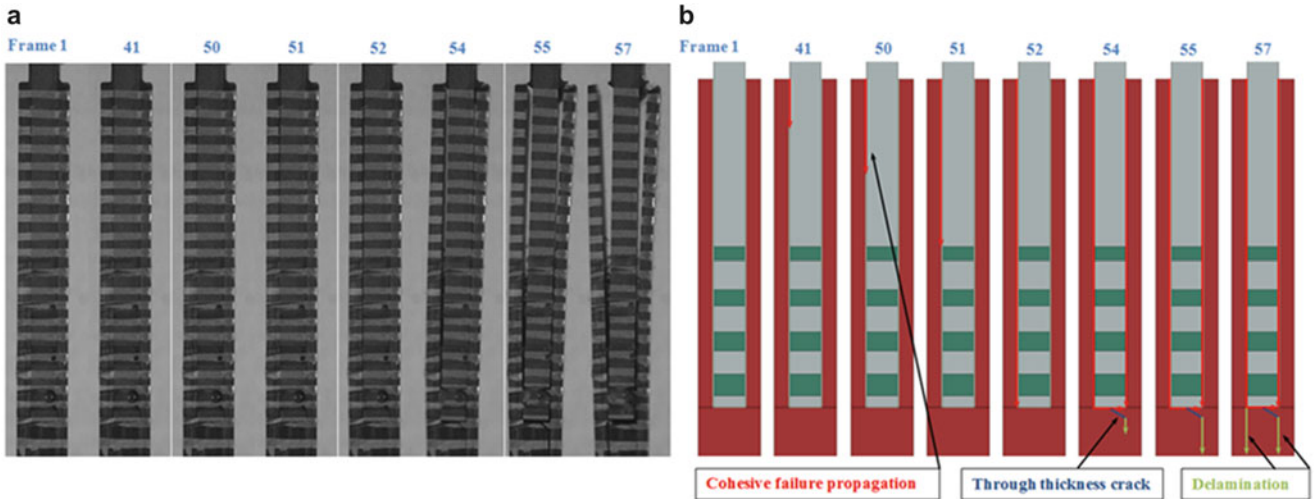 a
Frame 1 41 50 51 52 54 55 57
b
Frame 1 41 50 51 52 54 55 57
Cohesive failure propagation
Through thickness crack
Delamination